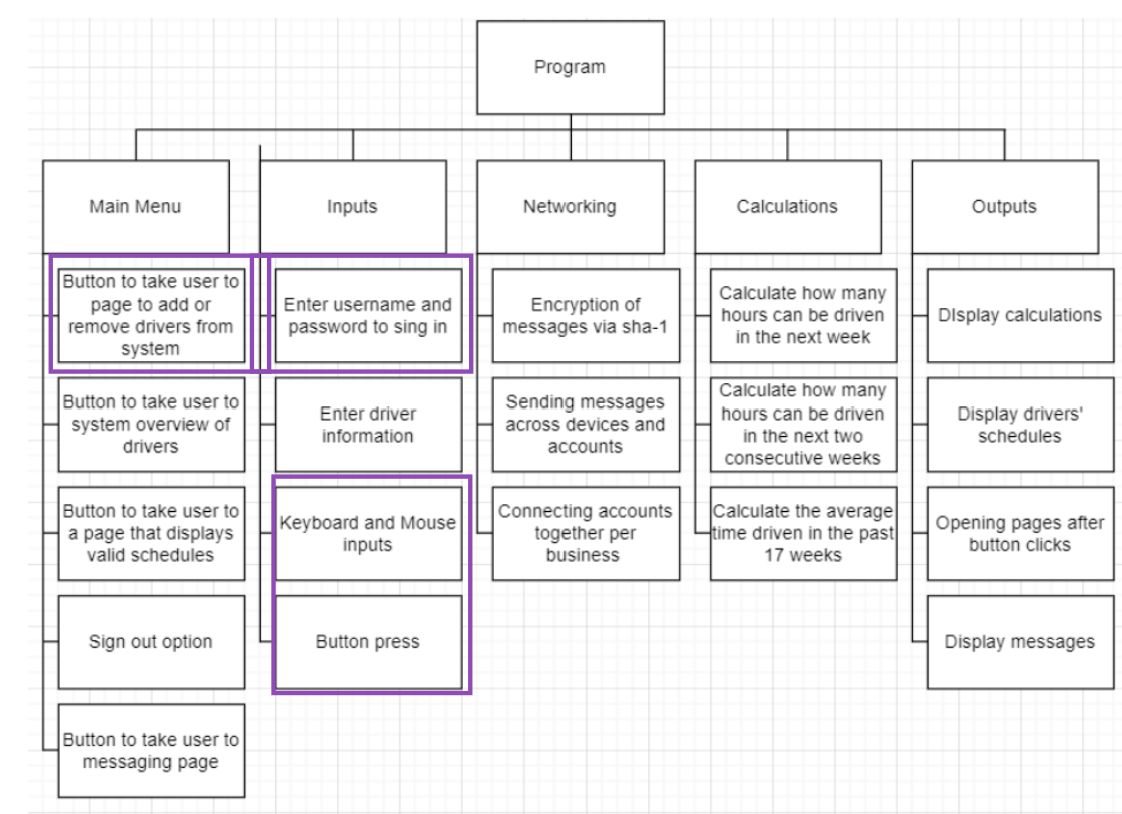 Program
Main Menu
Inputs
Networking
Calculations
Outputs
Button to take user to
page to add or
remove drivers from
system
Button to take user to
system overview of
drivers
Button to take user to
a page that displays
valid schedules
Sign out option
Button to take user to
messaging page
Enter username and
password to sing in
Enter driver
information
Keyboard and Mouse
inputs
Button press
Encryption of
messages via sha-1
Sending messages
across devices and
accounts
Connecting accounts
together per
business
Calculate how many
hours can be driven
in the next week
Calculate how many
hours can be driven
in the next two
consecutive weeks
Calculate the average
time driven in the past
17 weeks
DIsplay calculations
Display drivers'
schedules
Opening pages after
button clicks
Display messages